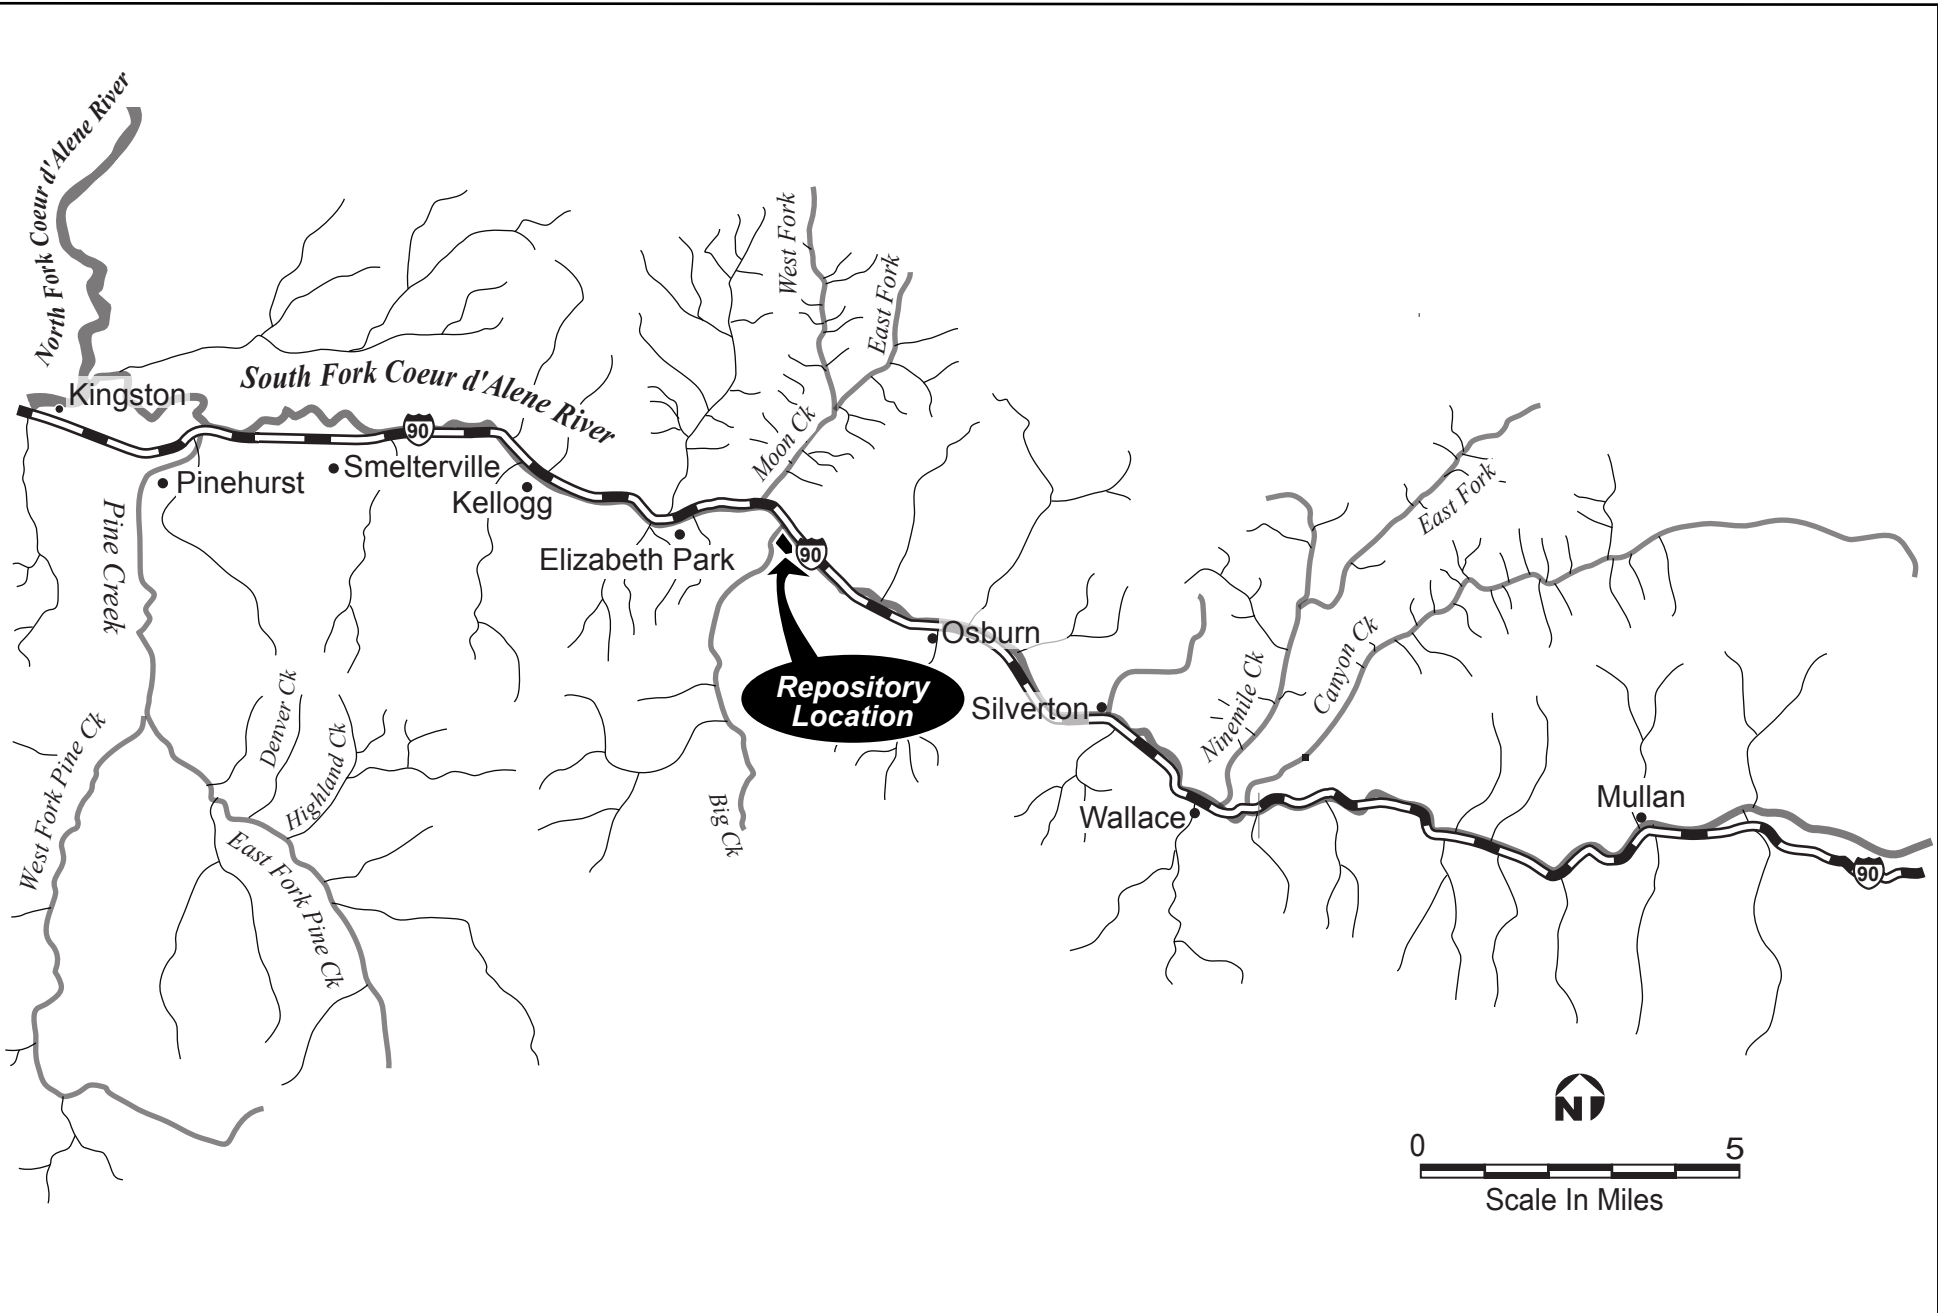 North Fork Coeur d'Alene River
West Fork
East Fork
Kingston
South Fork Coeur d'Alene River
Moon Ck
90
Smelterville
Pinehurst
Kellogg
East Fork
Pine Creek
Elizabeth Park
90
Osburn
Repository
Location
Silverton
Ninemile Ck
Canyon Ck
Denver Ck
Highland Ck
West Fork Pine Ck
Big Ck
Wallace
Mullan
90
East Fork Pine Ck
N
0 5
Scale In Miles